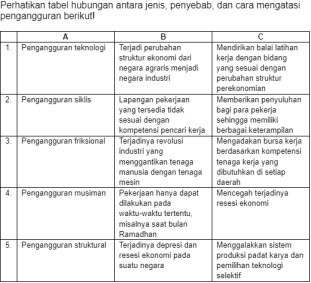 Perhatikan tabel hubungan antara jenis, penyebab, dan cara mengatasi
pengangguran berikut!
A B C
1. Pengangguran teknologi Terjadi perubahan Mendirikan balai latihan
struktur ekonomi dari kerja dengan bidang
negara agraris menjadi yang sesuai dengan
negara industri perubahan struktur
perekonomian
2. Pengangguran siklis Lapangan pekerjaan Memberikan penyuluhan
yang tersedia tidak bagi para pekerja
sesuai dengan sehingga memiliki
kompetensi pencari kerja berbagai keterampilan
3. Pengangguran friksional Terjadinya revolusi Mengadakan bursa kerja
industri yang berdasarkan kompetensi
menggantikan tenaga tenaga kerja yang
manusia dengan tenaga dibutuhkan di setiap
mesin daerah
4. Pengangguran musiman Pekerjaan hanya dapat Mencegah terjadinya
dilakukan pada resesi ekonomi
waktu-waktu tertentu,
misalnya saat bulan
Ramadhan
5. Pengangguran struktural Terjadinya depresi dan Menggalakkan sistem
resesi ekonomi pada produksi padat karya dan
suatu negara pemilihan teknologi
selektif